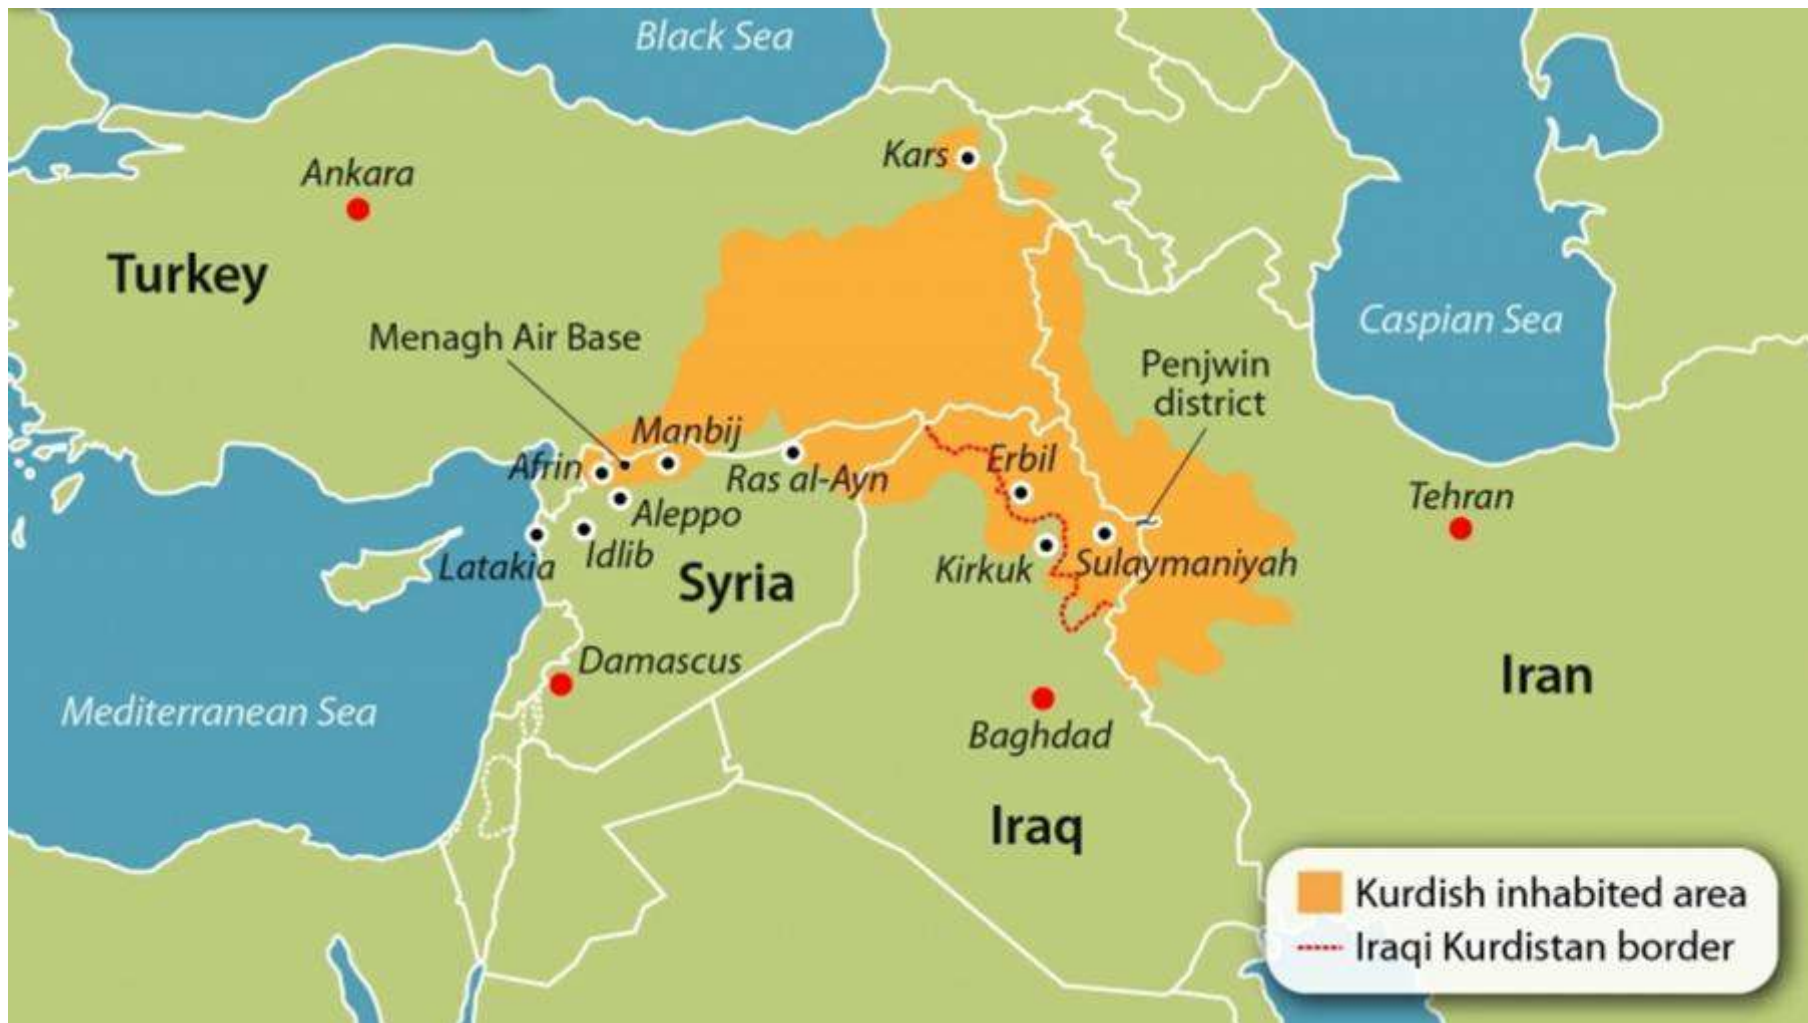 Black Sea
Kars
Ankara
Turkey
Caspian Sea
Menagh Air Base
Penjwin
district
Manbij
Afrin
Ras al-Ayn
Erbil
Tehran
Aleppo
Idlib
Latakia
Kirkuk
Sulaymaniyah
Syria
Damascus
Iran
Mediterranean Sea
Baghdad
Iraq
Kurdish inhabited area
Iraqi Kurdistan border